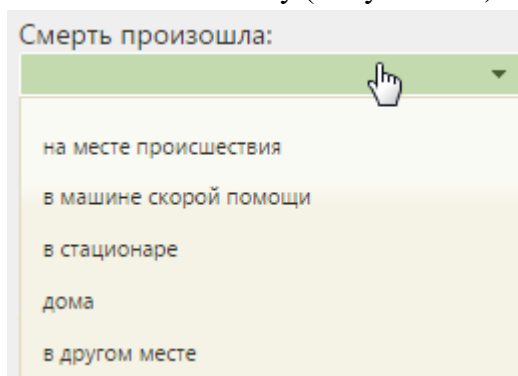 Смерть произошла:
на месте происшествия
в машине скорой помощи
в стационаре
дома
в другом месте